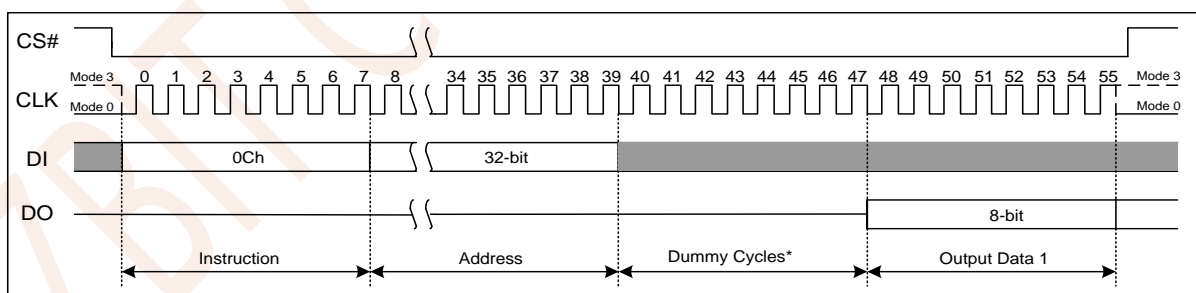 CS#
Mode 3 0 1 2 3 4 5 6 7 8 34 35 36 37 38 39 40 41 42 43 44 45 46 47 48 49 50 51 52 53 54 55 Mode 3
CLK
Mode 0 Mode 0
DI 0Ch 32-bit
DO 8-bit
Instruction Address Dummy Cycles* Output Data 1